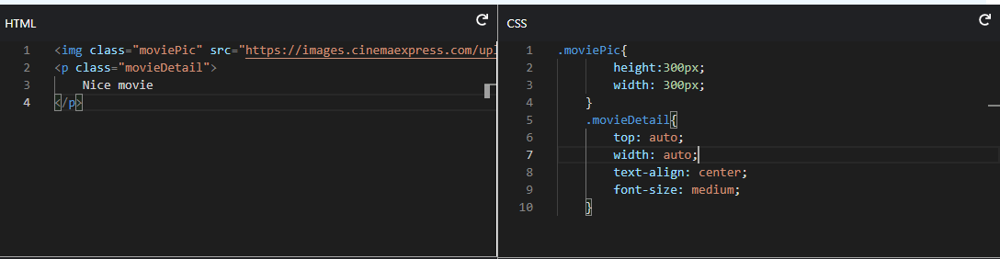 HTML
1 <img class="moviePic" src="https://images.cinemaexpress.com/upl
2 <p class="movieDetail">
3 Nice movie
4 </p>
CSS
1 .moviePic{
2 height:300px;
3 width: 300px;
4 }
5 .movieDetail{
6 top: auto;
7 width: auto;
8 text-align: center;
9 font-size: medium;
10 }